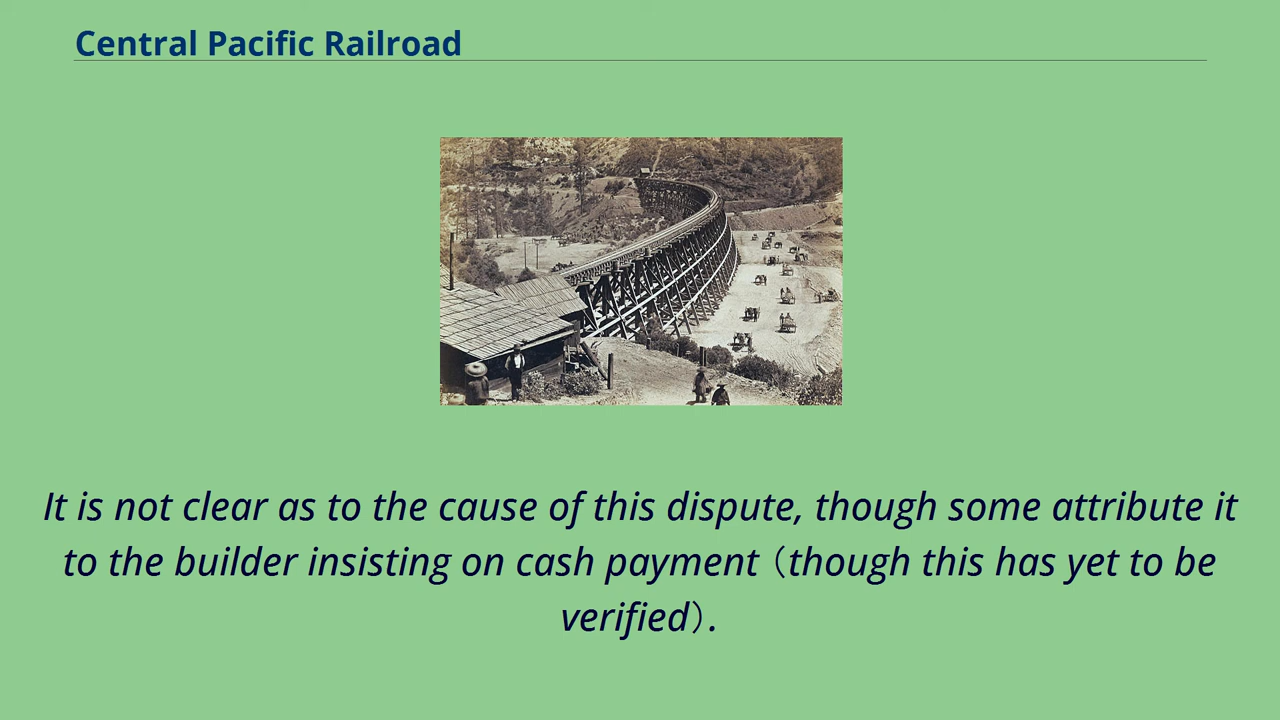 Central Pacific Railroad
It is not clear as to the cause of this dispute, though some attribute it
to the builder insisting on cash payment（though this has yet to be
verified）.